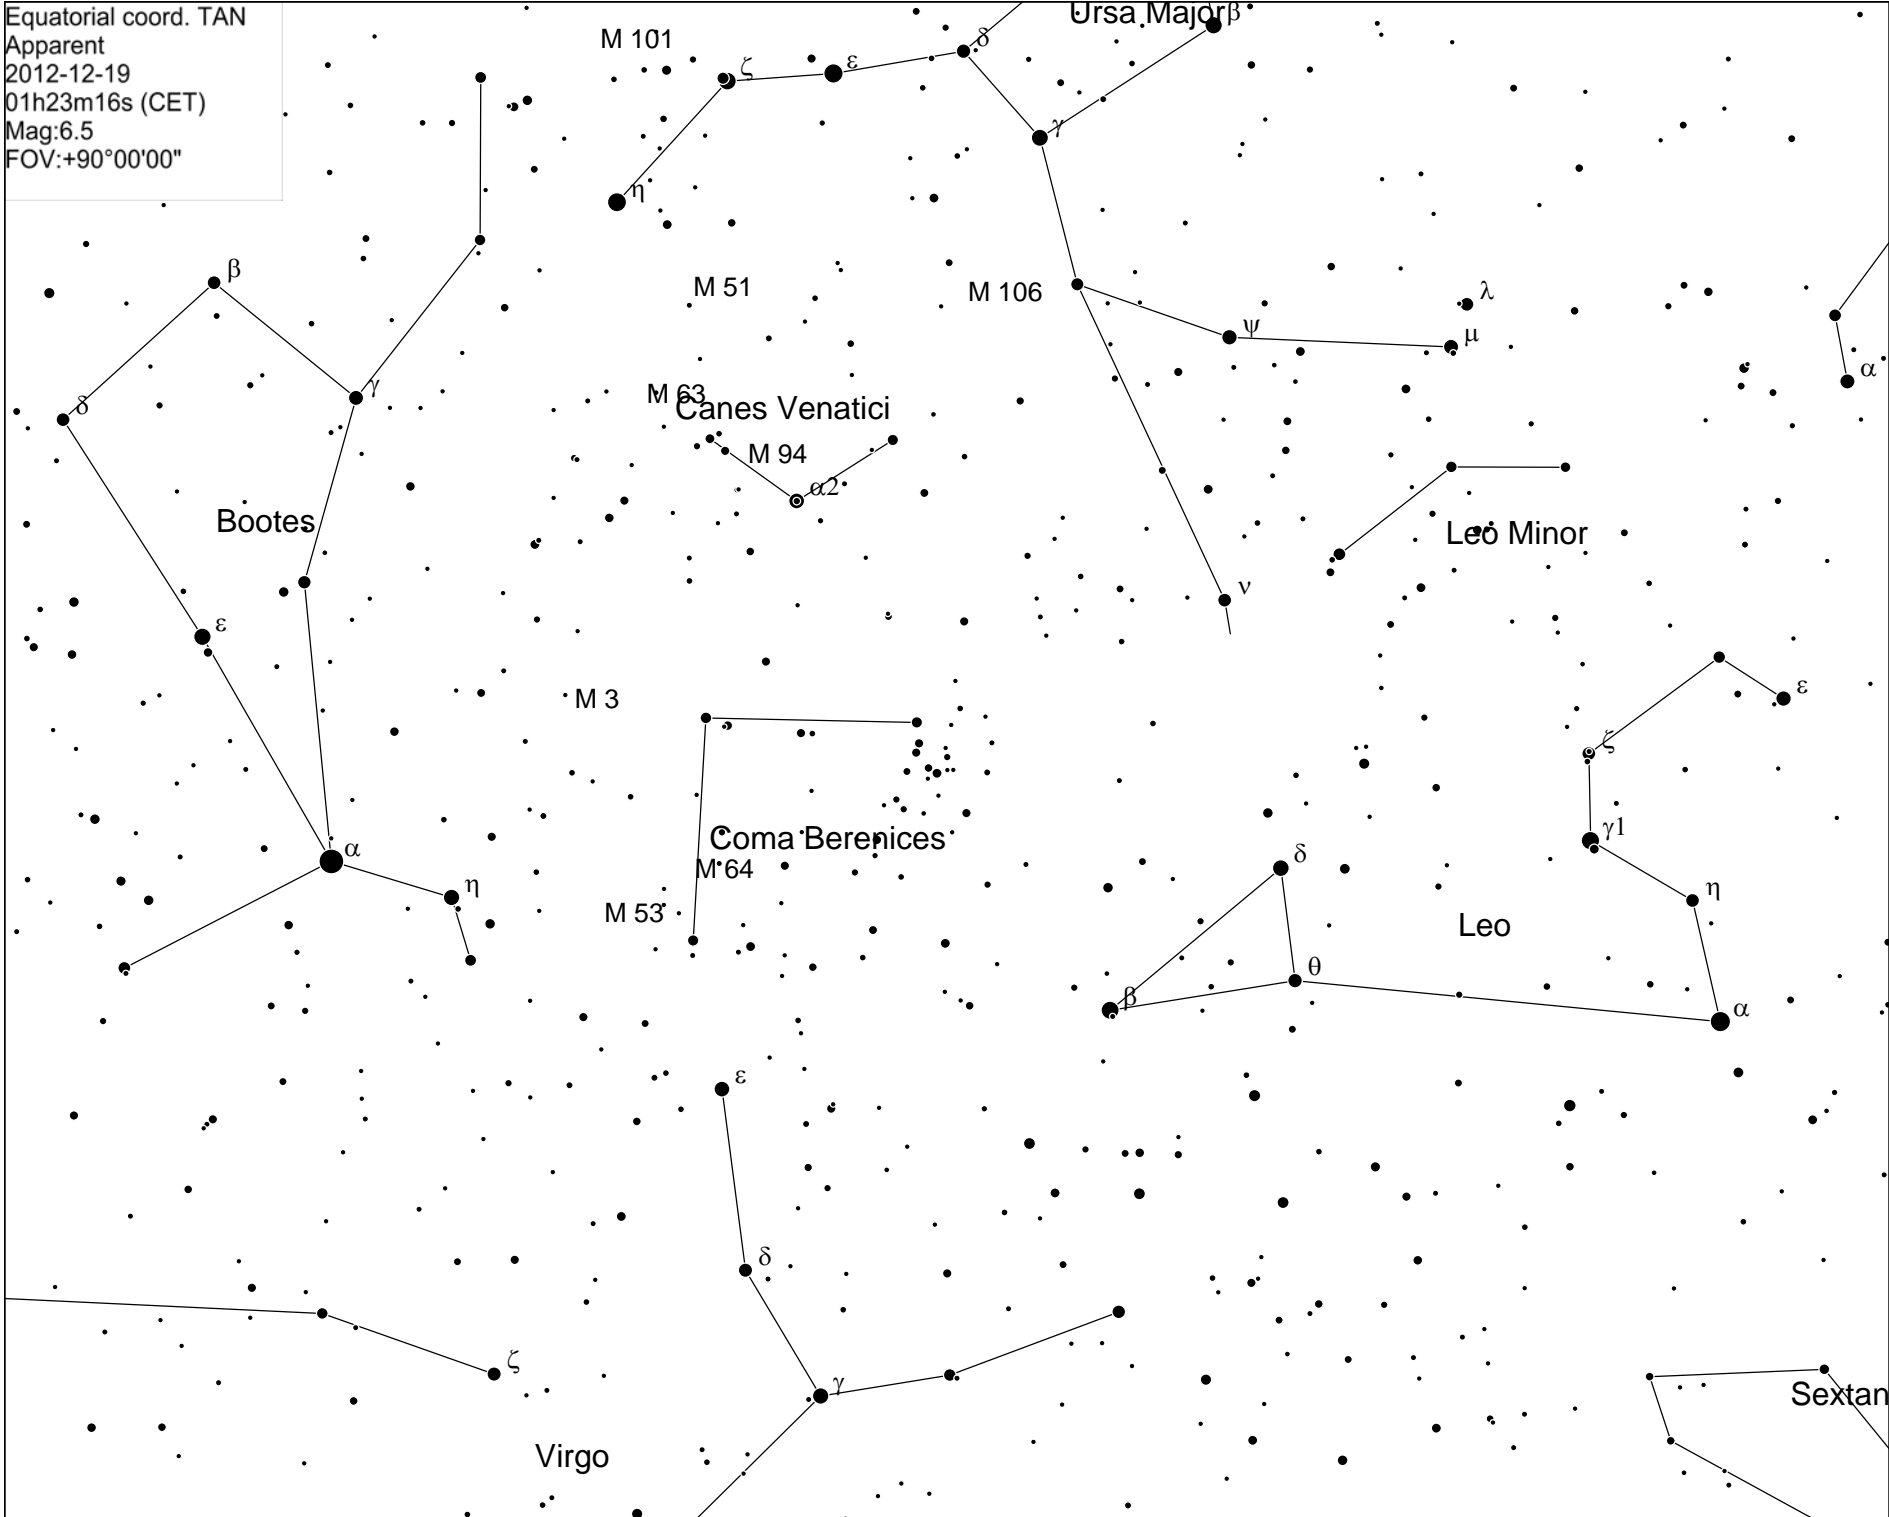 Equatorial coord. TAN
Apparent
2012-12-19
01h23m16s (CET)
Mag:6.5
FOV:+90°00'00"
Ursa Major
β
M 101
δ
ζ
ε
γ
η
β
M 51
M 106
λ
ψ
μ
α
γ
δ
M 63
Canes Venatici
M 94
α2
Bootes
Leo Minor
ν
ε
M 3
ε
ζ
γ1
Coma Berenices
α
δ
M 64
η
η
M 53
Leo
θ
β
α
ε
δ
ζ
γ
Sextan
Virgo